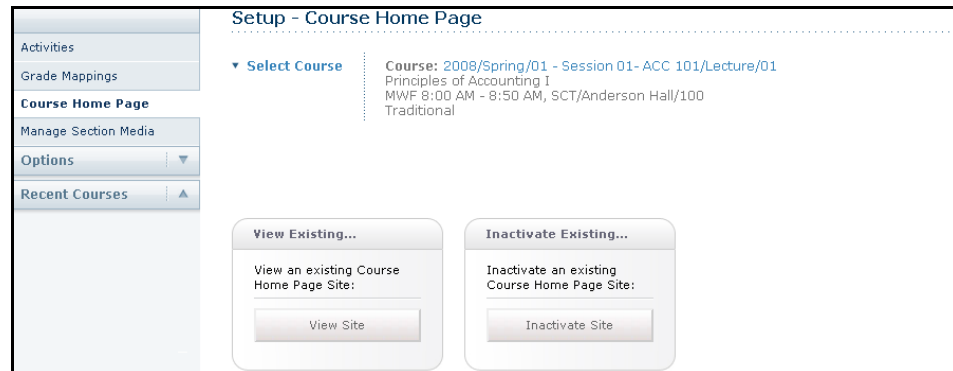 Setup - Course Home Page
Activities
Grade Mappings
Course Home Page
Manage Section Media
Options
Recent Courses
Select Course
Course: 2008/Spring/01 - Session 01- ACC 101/Lecture/01
Principles of Accounting I
MWF 8:00 AM - 8:50 AM, SCT/Anderson Hall/100
Traditional
View Existing...
View an existing Course
Home Page Site:
View Site
Inactivate Existing...
Inactivate an existing
Course Home Page Site:
Inactivate Site